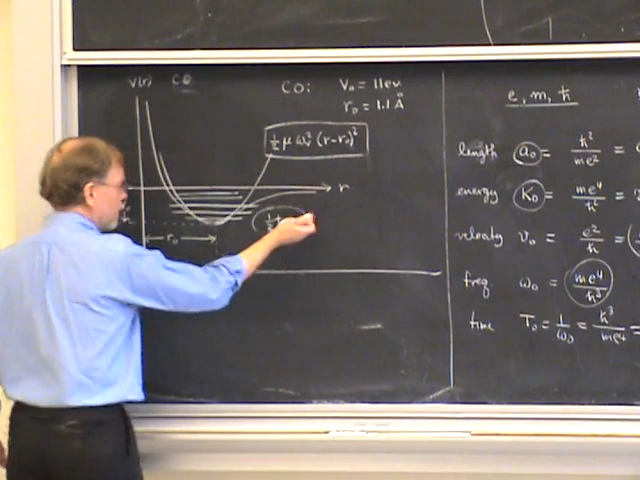 V(r) CO CO: V₀ = 11 ev
r₀ = 1.1 Å
½ μ ω² (r-r₀)²
r
r₀
e, m, ħ
length a₀ = ħ²/me²
energy K₀ = me⁴/ħ²
velocity v₀ = e²/ħ
freq ω₀ = me⁴/ħ³
time T₀ = 1/ω₀ = ħ³/me⁴ =